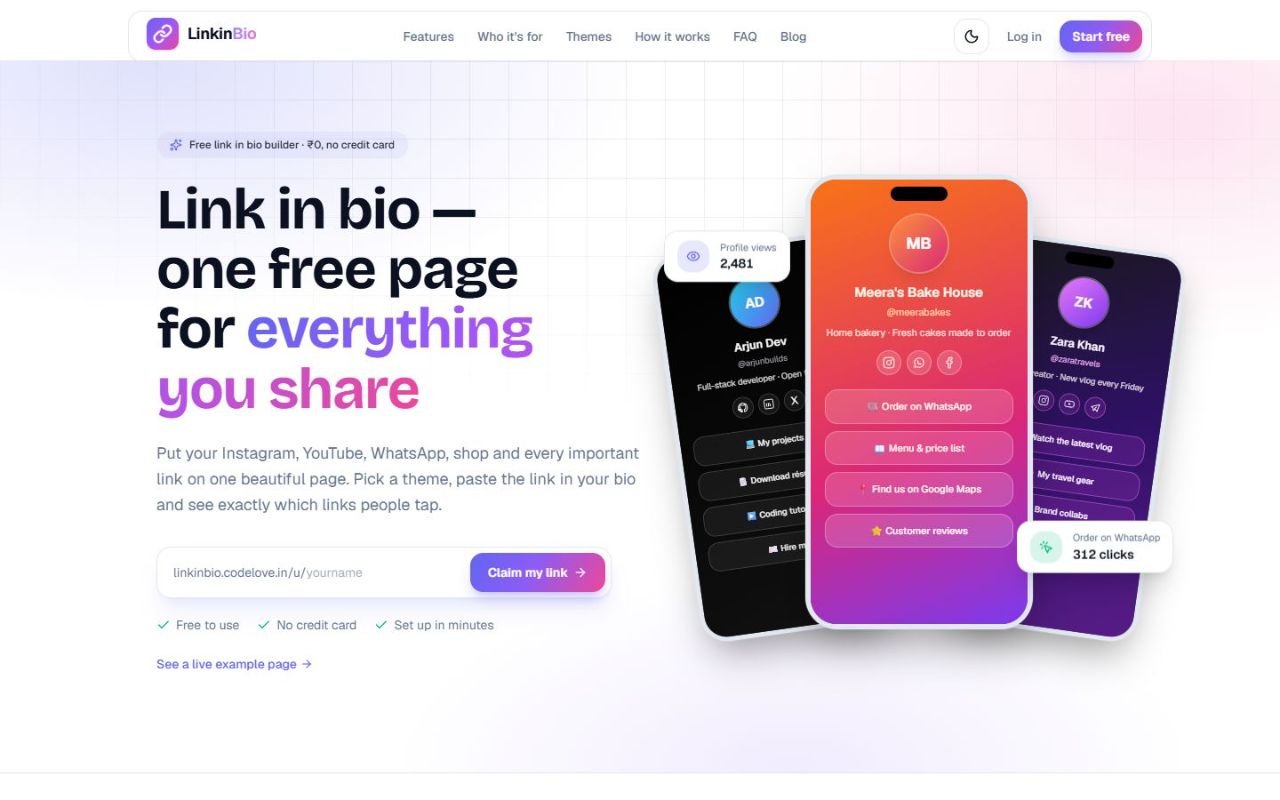 LinkinBio
Features
Who it's for
Themes
How it works
FAQ
Blog
Log in
Start free
Free link in bio builder · ₹0, no credit card
Link in bio —
one free page
for everything
you share
Put your Instagram, YouTube, WhatsApp, shop and every important
link on one beautiful page. Pick a theme, paste the link in your bio
and see exactly which links people tap.
linkinbio.codelove.in/u/yourname
Claim my link →
Free to use
No credit card
Set up in minutes
See a live example page →
Profile views
2,481
AD
Arjun Dev
@arjunbuilds
Full-stack developer · Open
My projects
Download
Coding
Hire
MB
Meera's Bake House
@meerabakes
Home bakery · Fresh cakes made to order
Order on WhatsApp
Menu & price list
Find us on Google Maps
Customer reviews
ZK
Zara Khan
@zaratravels
New vlog every Friday
Watch the latest vlog
My travel gear
Brand collabs
Order on WhatsApp
312 clicks